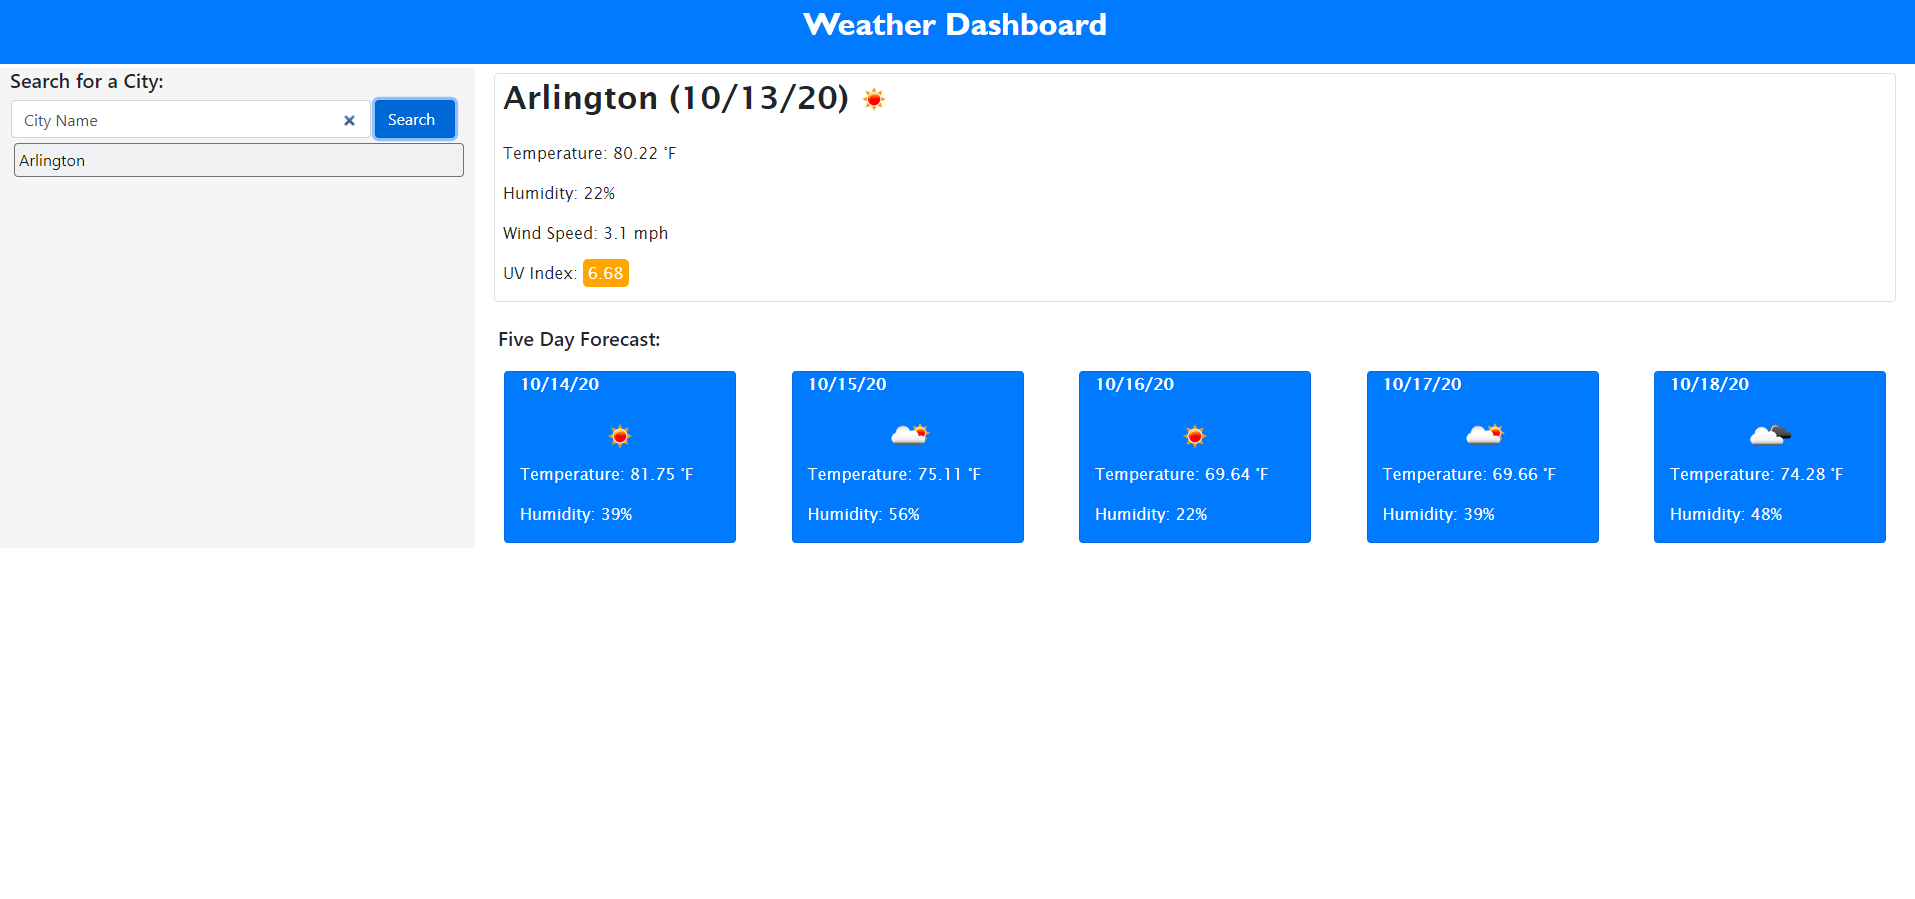 Weather Dashboard
Search for a City:
City Name
Search
Arlington
Arlington (10/13/20)
Temperature: 80.22 °F
Humidity: 22%
Wind Speed: 3.1 mph
UV Index: 6.68
Five Day Forecast:
10/14/20
Temperature: 81.75 °F
Humidity: 39%
10/15/20
Temperature: 75.11 °F
Humidity: 56%
10/16/20
Temperature: 69.64 °F
Humidity: 22%
10/17/20
Temperature: 69.66 °F
Humidity: 39%
10/18/20
Temperature: 74.28 °F
Humidity: 48%